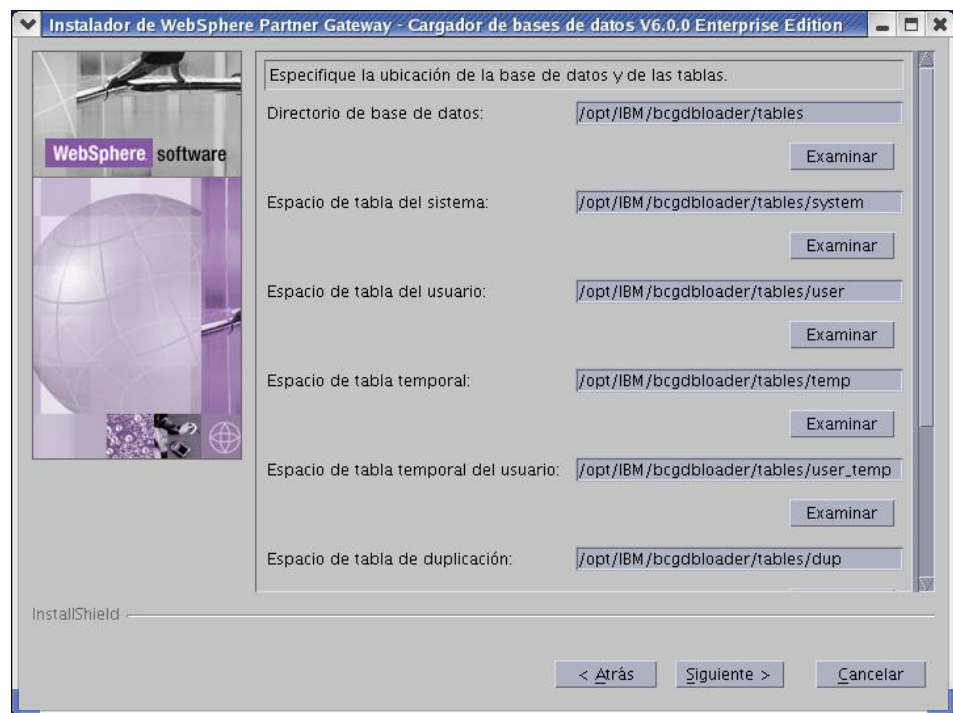 Instalador de WebSphere Partner Gateway - Cargador de bases de datos V6.0.0 Enterprise Edition
WebSphere software
Especifique la ubicación de la base de datos y de las tablas.
Directorio de base de datos: /opt/IBM/bcgdbloader/tables
Examinar
Espacio de tabla del sistema: /opt/IBM/bcgdbloader/tables/system
Examinar
Espacio de tabla del usuario: /opt/IBM/bcgdbloader/tables/user
Examinar
Espacio de tabla temporal: /opt/IBM/bcgdbloader/tables/temp
Examinar
Espacio de tabla temporal del usuario: /opt/IBM/bcgdbloader/tables/user_temp
Examinar
Espacio de tabla de duplicación: /opt/IBM/bcgdbloader/tables/dup
InstallShield
< Atrás Siguiente > Cancelar